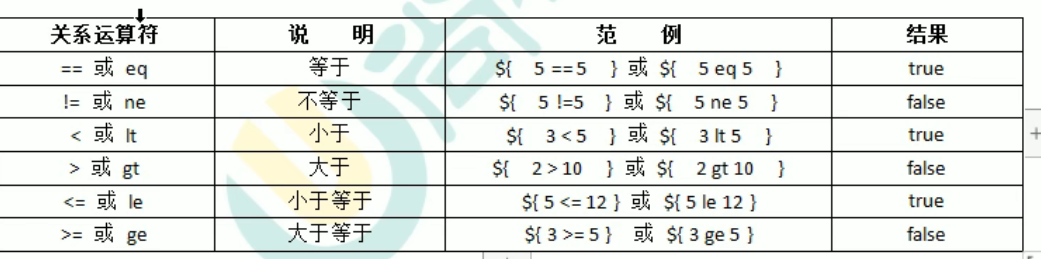 关系运算符 说 明 范 例 结果
== 或 eq 等于 ${ 5 ==5 } 或 ${ 5 eq 5 } true
!= 或 ne 不等于 ${ 5 !=5 } 或 ${ 5 ne 5 } false
< 或 lt 小于 ${ 3 < 5 } 或 ${ 3 lt 5 } true
> 或 gt 大于 ${ 2 > 10 } 或 ${ 2 gt 10 } false
<= 或 le 小于等于 ${ 5 <= 12 } 或 ${ 5 le 12 } true
>= 或 ge 大于等于 ${ 3 >= 5 } 或 ${ 3 ge 5 } false